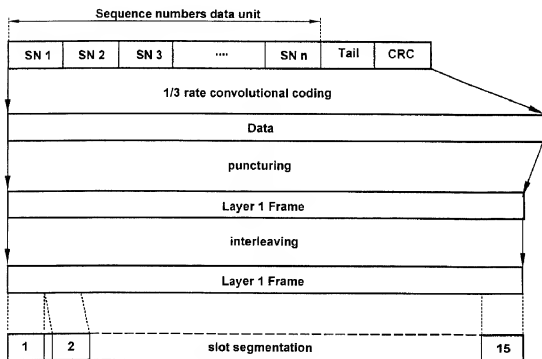 Sequence numbers data unit
SN 1 SN 2 SN 3 .... SN n Tail CRC
1/3 rate convolutional coding
Data
puncturing
Layer 1 Frame
interleaving
Layer 1 Frame
1 2 slot segmentation 15